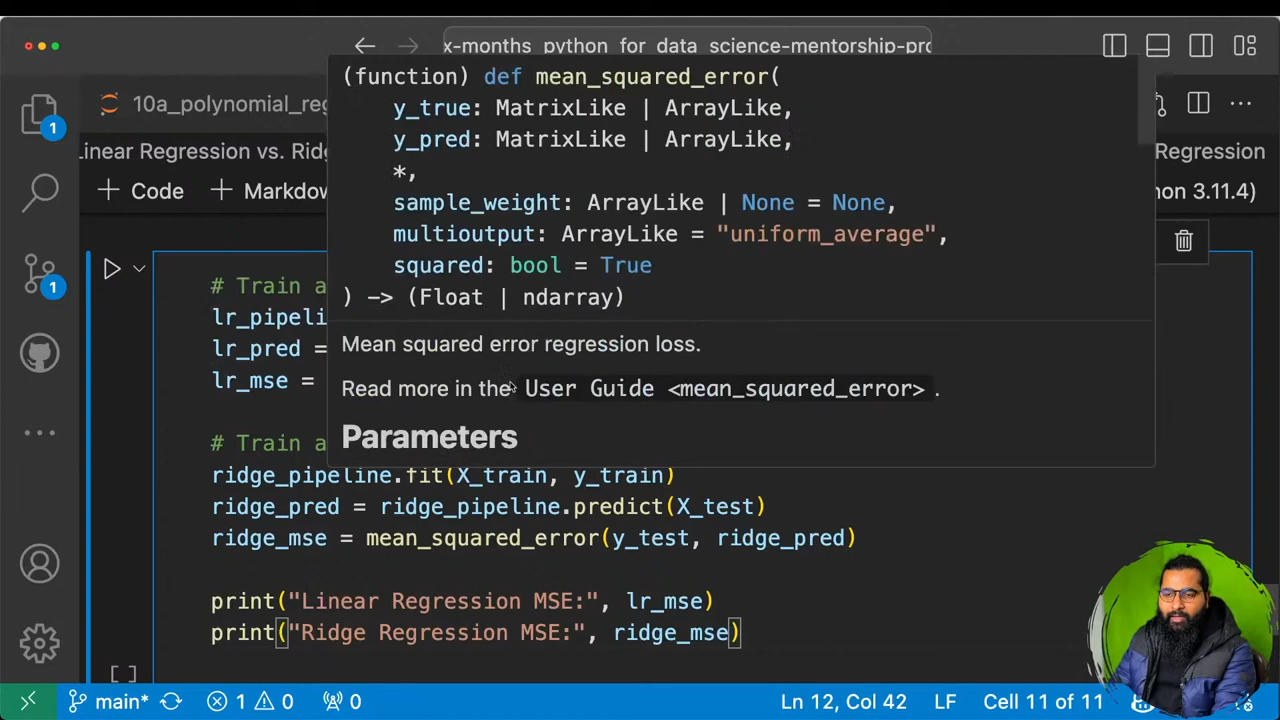 x-months_python_for_data_science-mentorship-pro
(function) def mean_squared_error(
y_true: MatrixLike | ArrayLike,
y_pred: MatrixLike | ArrayLike,
*,
sample_weight: ArrayLike | None = None,
multioutput: ArrayLike = "uniform_average",
squared: bool = True
) -> (Float | ndarray)
Mean squared error regression loss.
Read more in the User Guide <mean_squared_error> .
Parameters
10a_polynomial_reg
...
Linear Regression vs. Ridg
Regression
+ Code + Markdow
on 3.11.4)
1
1
...
# Train a
lr_pipeli
lr_pred =
lr_mse =
# Train a
ridge_pipeline.fit(X_train, y_train)
ridge_pred = ridge_pipeline.predict(X_test)
ridge_mse = mean_squared_error(y_test, ridge_pred)
print("Linear Regression MSE:", lr_mse)
print("Ridge Regression MSE:", ridge_mse)
[ ]
main* 1 0 0 Ln 12, Col 42 LF Cell 11 of 11